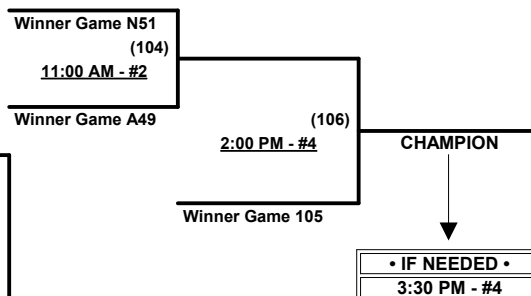 Winner Game N51
(104)
11:00 AM - #2
Winner Game A49
(106)
2:00 PM - #4
CHAMPION
Winner Game 105
• IF NEEDED •
3:30 PM - #4